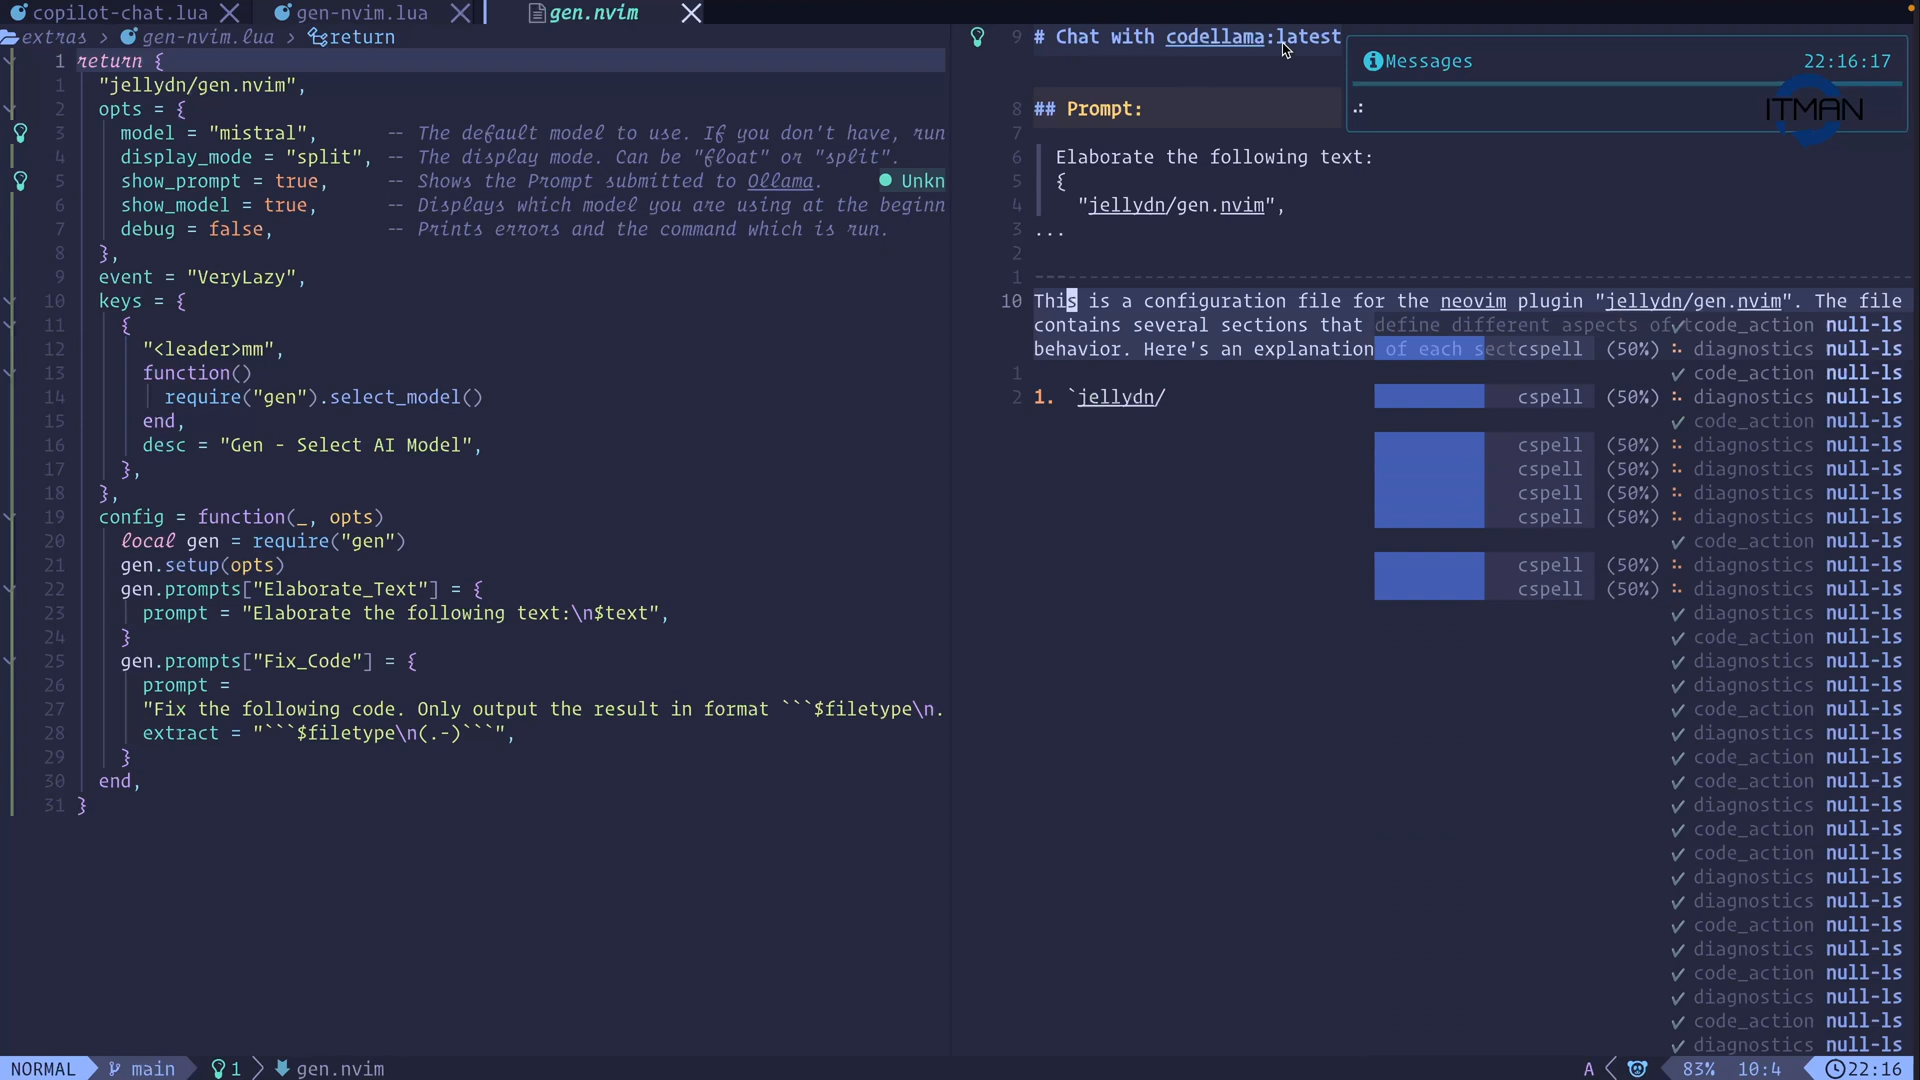 copilot-chat.lua
gen-nvim.lua
gen.nvim
extras > gen-nvim.lua > return
1 return {
1 "jellydn/gen.nvim",
2 opts = {
3 model = "mistral", -- The default model to use. If you don't have, run
4 display_mode = "split", -- The display mode. Can be "float" or "split".
5 show_prompt = true, -- Shows the Prompt submitted to Ollama. ● Unkn
6 show_model = true, -- Displays which model you are using at the beginn
7 debug = false, -- Prints errors and the command which is run.
8 },
9 event = "VeryLazy",
10 keys = {
11 {
12 "<leader>mm",
13 function()
14 require("gen").select_model()
15 end,
16 desc = "Gen - Select AI Model",
17 },
18 },
19 config = function(_, opts)
20 local gen = require("gen")
21 gen.setup(opts)
22 gen.prompts["Elaborate_Text"] = {
23 prompt = "Elaborate the following text:\n$text",
24 }
25 gen.prompts["Fix_Code"] = {
26 prompt =
27 "Fix the following code. Only output the result in format ```$filetype\n.
28 extract = "```$filetype\n(.-)```",
29 }
30 end,
31 }
9 # Chat with codellama:latest
Messages 22:16:17
ITMAN
8 ## Prompt:
7
6 Elaborate the following text:
5 {
4 "jellydn/gen.nvim",
3 ...
2
1
10 This is a configuration file for the neovim plugin "jellydn/gen.nvim". The file
contains several sections that define different aspects of t
behavior. Here's an explanation of each sect
1
2 1. `jellydn/
✓ code_action null-ls
cspell (50%) diagnostics null-ls
✓ code_action null-ls
cspell (50%) diagnostics null-ls
✓ code_action null-ls
cspell (50%) diagnostics null-ls
cspell (50%) diagnostics null-ls
cspell (50%) diagnostics null-ls
cspell (50%) diagnostics null-ls
✓ code_action null-ls
cspell (50%) diagnostics null-ls
cspell (50%) diagnostics null-ls
✓ diagnostics null-ls
✓ code_action null-ls
✓ diagnostics null-ls
✓ diagnostics null-ls
✓ code_action null-ls
✓ diagnostics null-ls
✓ code_action null-ls
✓ code_action null-ls
✓ diagnostics null-ls
✓ code_action null-ls
✓ code_action null-ls
✓ diagnostics null-ls
✓ diagnostics null-ls
✓ code_action null-ls
✓ diagnostics null-ls
✓ code_action null-ls
✓ diagnostics null-ls
✓ code_action null-ls
✓ diagnostics null-ls
NORMAL main 1 gen.nvim
A 83% 10:4 22:16